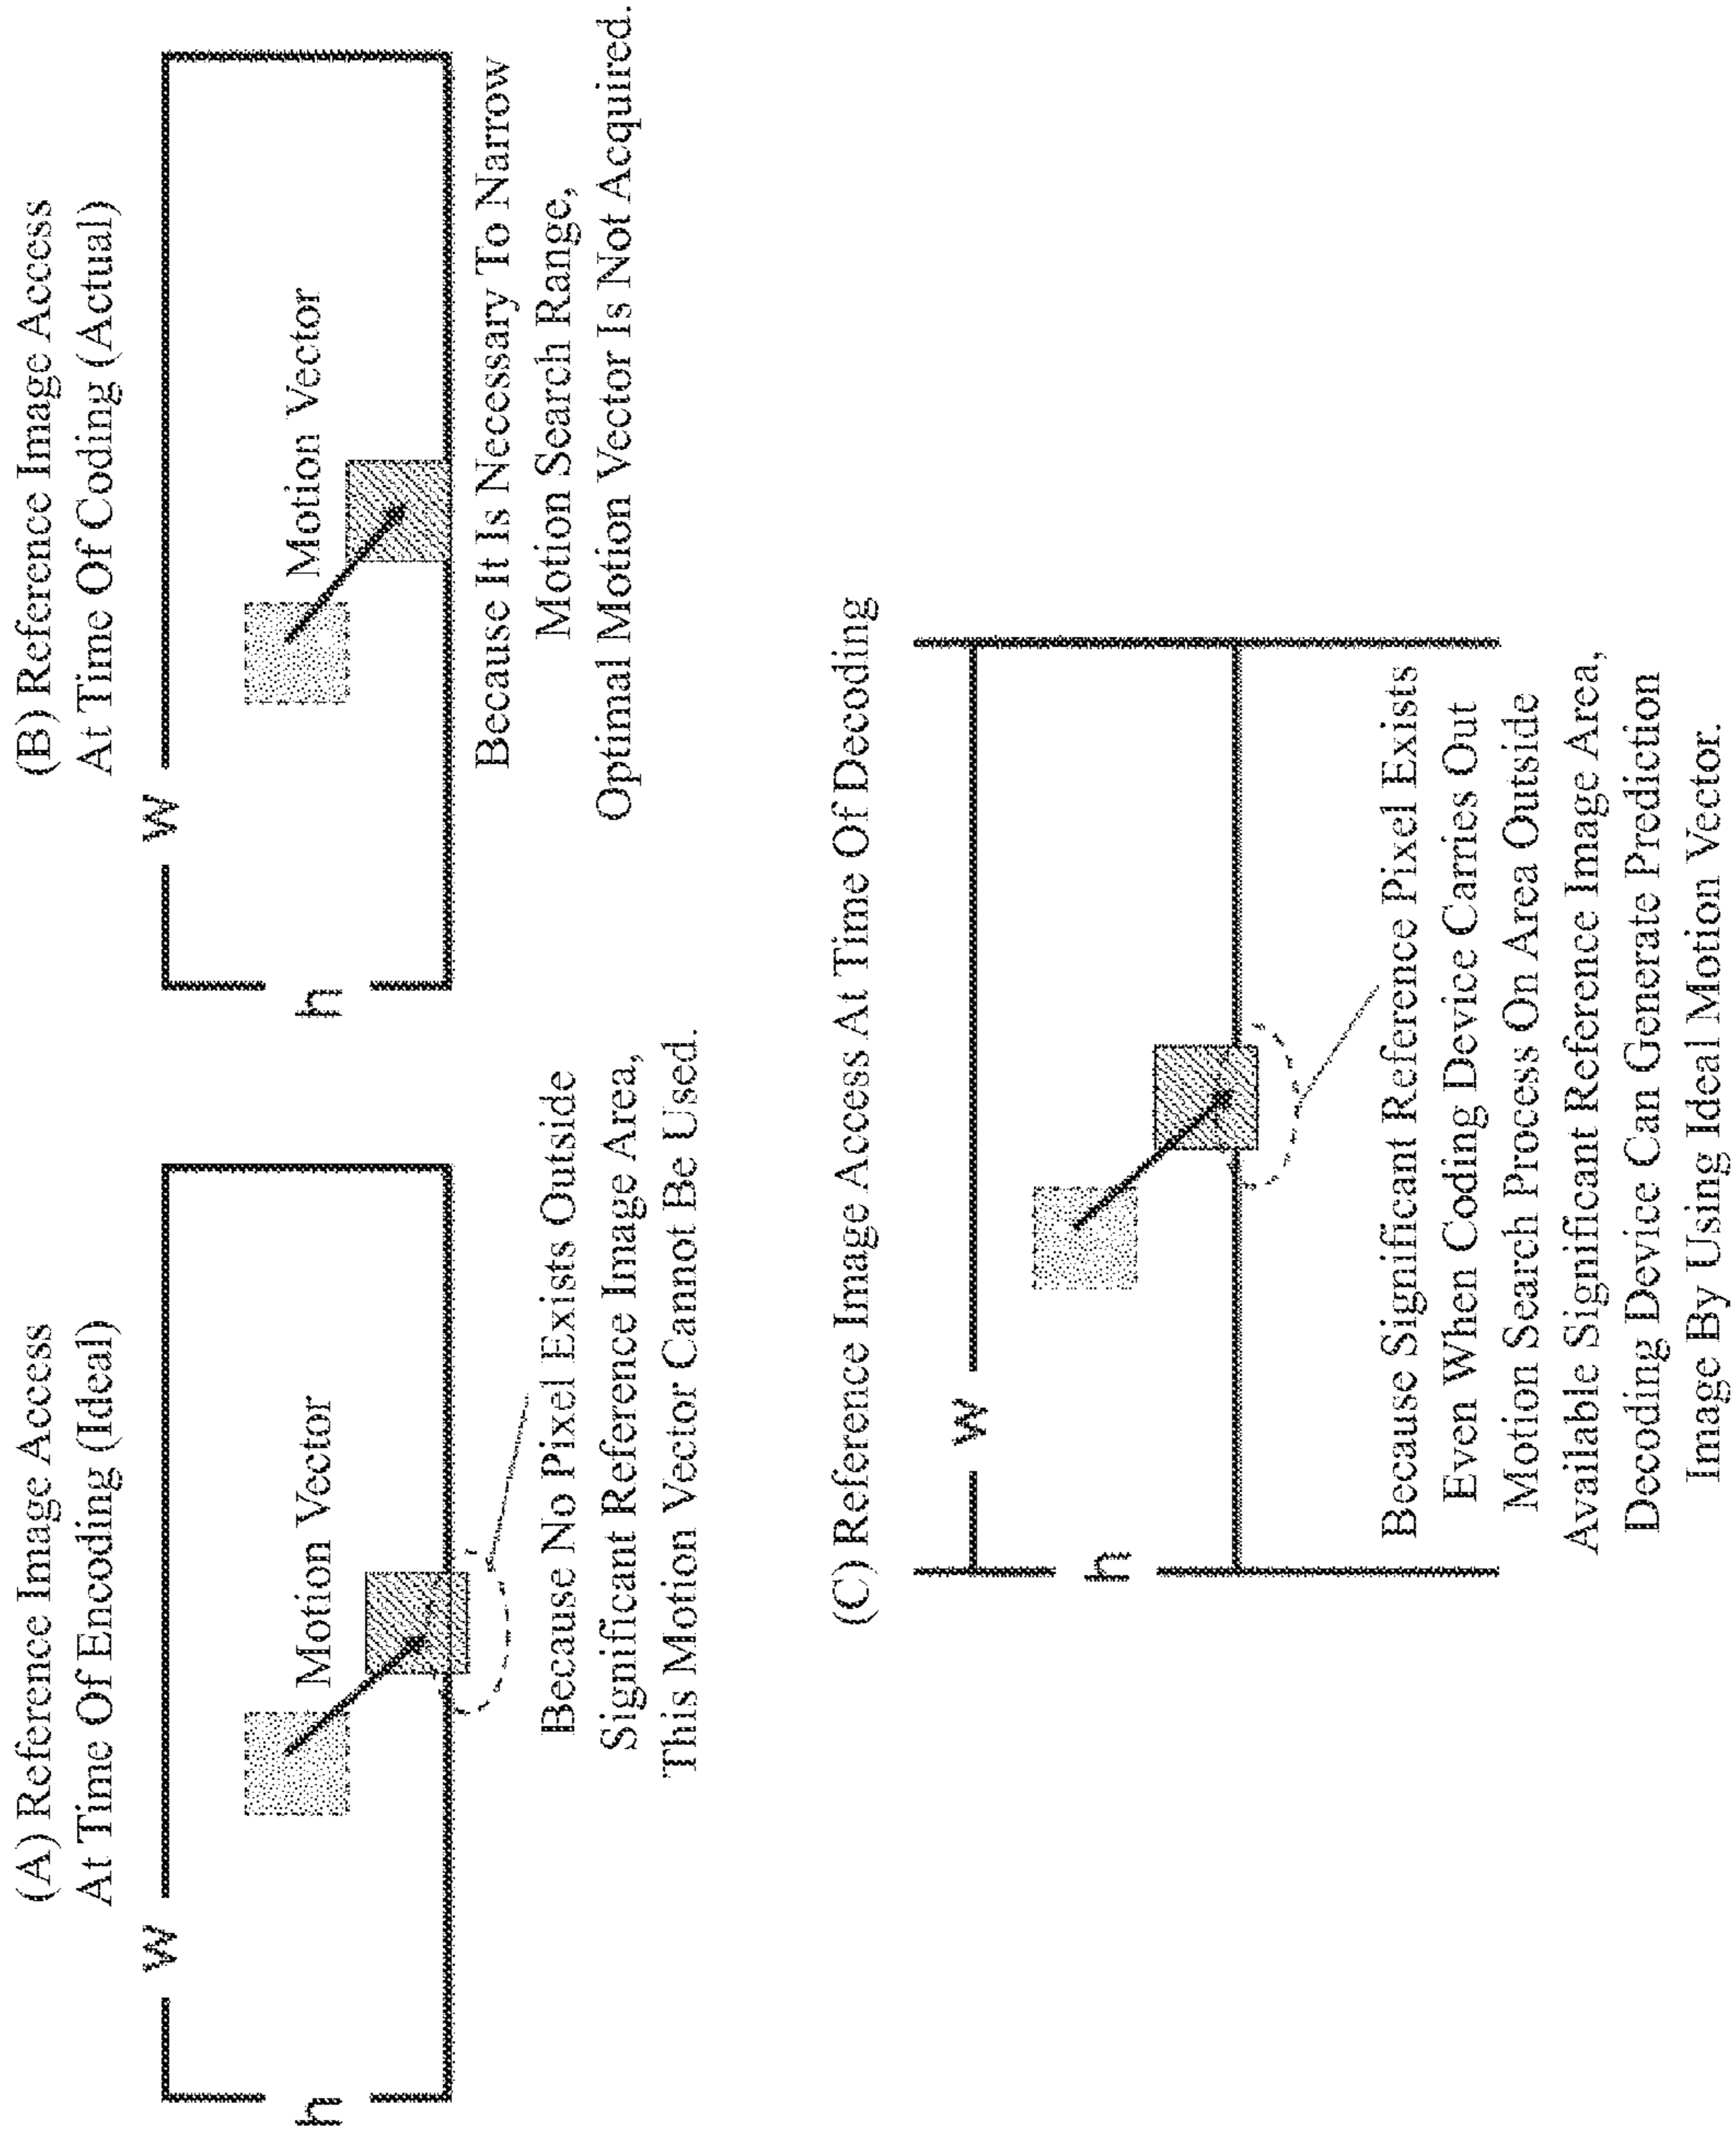 (A) Reference Image Access
At Time Of Encoding (Ideal)
w
h
Motion Vector
Because No Pixel Exists Outside
Significant Reference Image Area,
This Motion Vector Cannot Be Used.
(B) Reference Image Access
At Time Of Coding (Actual)
w
h
Motion Vector
Because It Is Necessary To Narrow
Motion Search Range,
Optimal Motion Vector Is Not Acquired.
(C) Reference Image Access At Time Of Decoding
w
h
Because Significant Reference Pixel Exists
Even When Coding Device Carries Out
Motion Search Process On Area Outside
Available Significant Reference Image Area,
Decoding Device Can Generate Prediction
Image By Using Ideal Motion Vector.